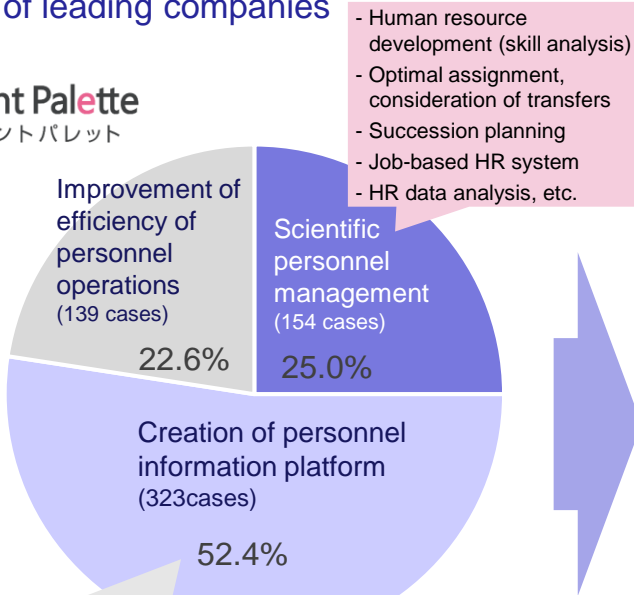 of leading companies
- Human resource
development (skill analysis)
- Optimal assignment,
consideration of transfers
- Succession planning
- Job-based HR system
- HR data analysis, etc.
nt Palette
ントパレット
Improvement of
efficiency of
personnel
operations
(139 cases)
22.6%
Scientific
personnel
management
(154 cases)
25.0%
Creation of personnel
information platform
(323cases)
52.4%